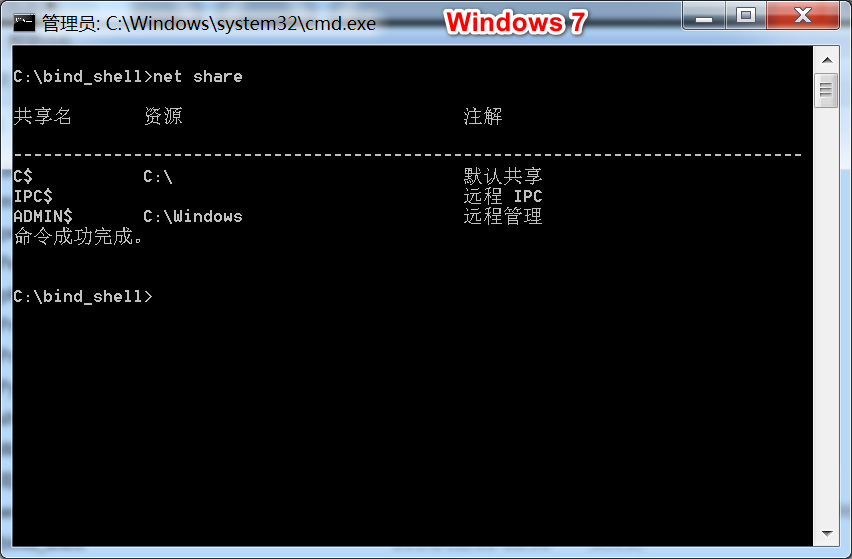 管理员: C:\Windows\system32\cmd.exe
Windows 7
C:\bind_shell>net share
共享名 资源 注解
-------------------------------------------------------------------------------
C$ C:\ 默认共享
IPC$ 远程 IPC
ADMIN$ C:\Windows 远程管理
命令成功完成。
C:\bind_shell>